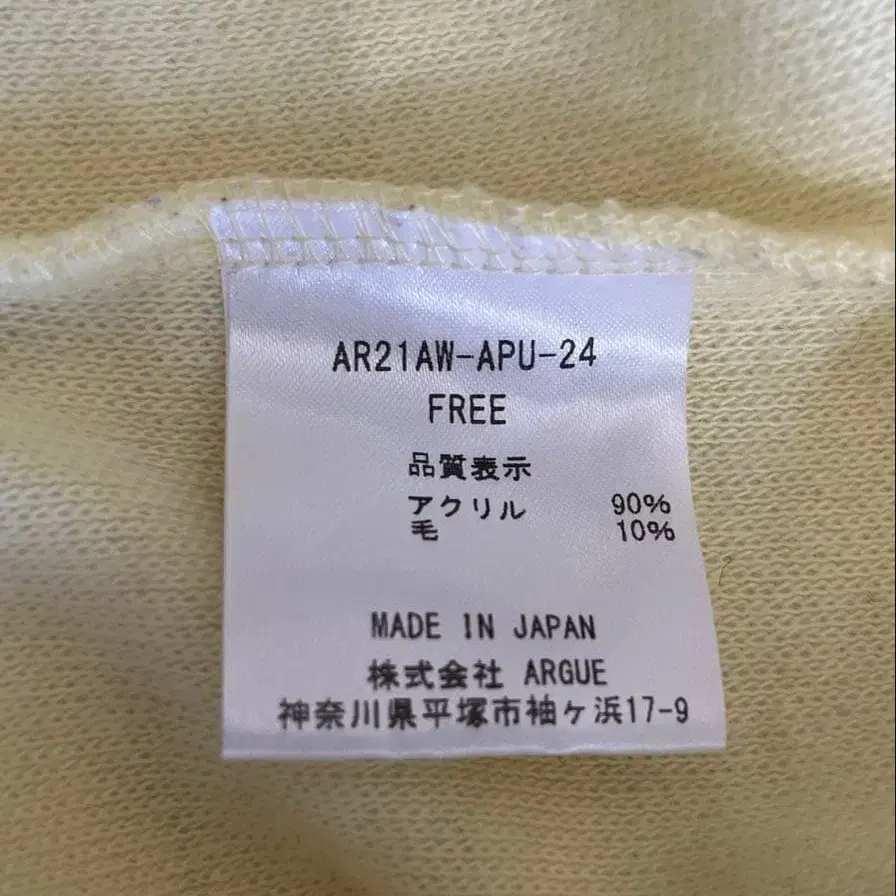 AR21AW-APU-24
FREE
品質表示
アクリル 90%
毛 10%
MADE IN JAPAN
株式会社 ARGUE
神奈川県平塚市袖ヶ浜17-9